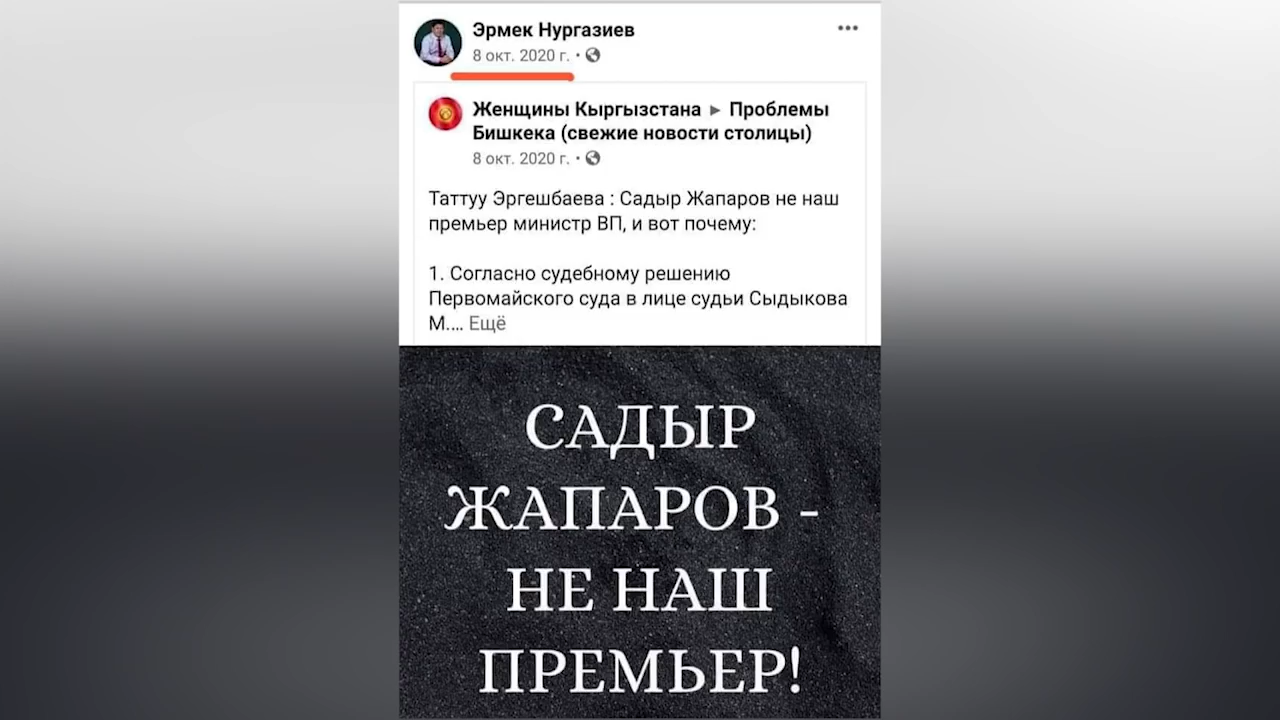 Эрмек Нургазиев
8 окт. 2020 г. •
Женщины Кыргызстана ► Проблемы
Бишкека (свежие новости столицы)
8 окт. 2020 г. •
Таттуу Эргешбаева : Садыр Жапаров не наш
премьер министр ВП, и вот почему:
1. Согласно судебному решению
Первомайского суда в лице судьи Сыдыкова
М.... Ещё
САДЫР
ЖАПАРОВ -
НЕ НАШ
ПРЕМЬЕР!